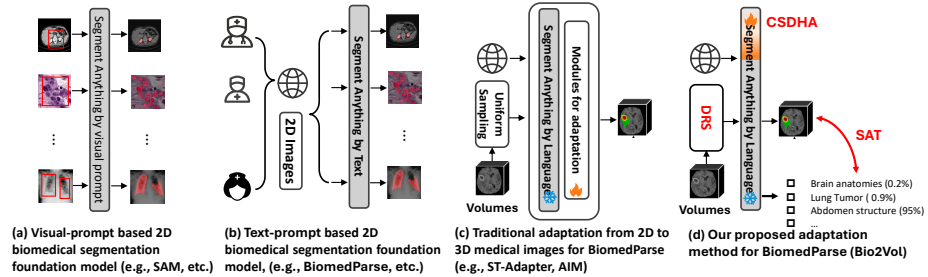 Segment Anything by visual prompt
...
(a) Visual-prompt based 2D
biomedical segmentation
foundation model (e.g., SAM, etc.)
2D Images
Segment Anything by Text
...
(b) Text-prompt based 2D
biomedical segmentation foundation
model, (e.g., BiomedParse, etc.)
Uniform
Sampling
Volumes
Segment Anything by Language
Modules for adaptation
(c) Traditional adaptation from 2D to
3D medical images for BiomedParse
(e.g., ST-Adapter, AIM)
CSDHA
DRS
Volumes
Segment Anything by Language
SAT
Brain anatomies (0.2%)
Lung Tumor ( 0.9%)
Abdomen structure (95%)
...
(d) Our proposed adaptation
method for BiomedParse (Bio2Vol)